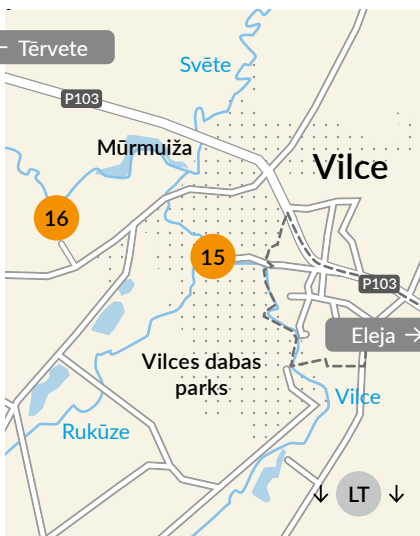 ← Tērvete
Svēte
P103
Mūrmuiža
Vilce
16
15
P103
Eleja →
Vilces dabas
parks
Vilce
Rukūze
↓ LT ↓